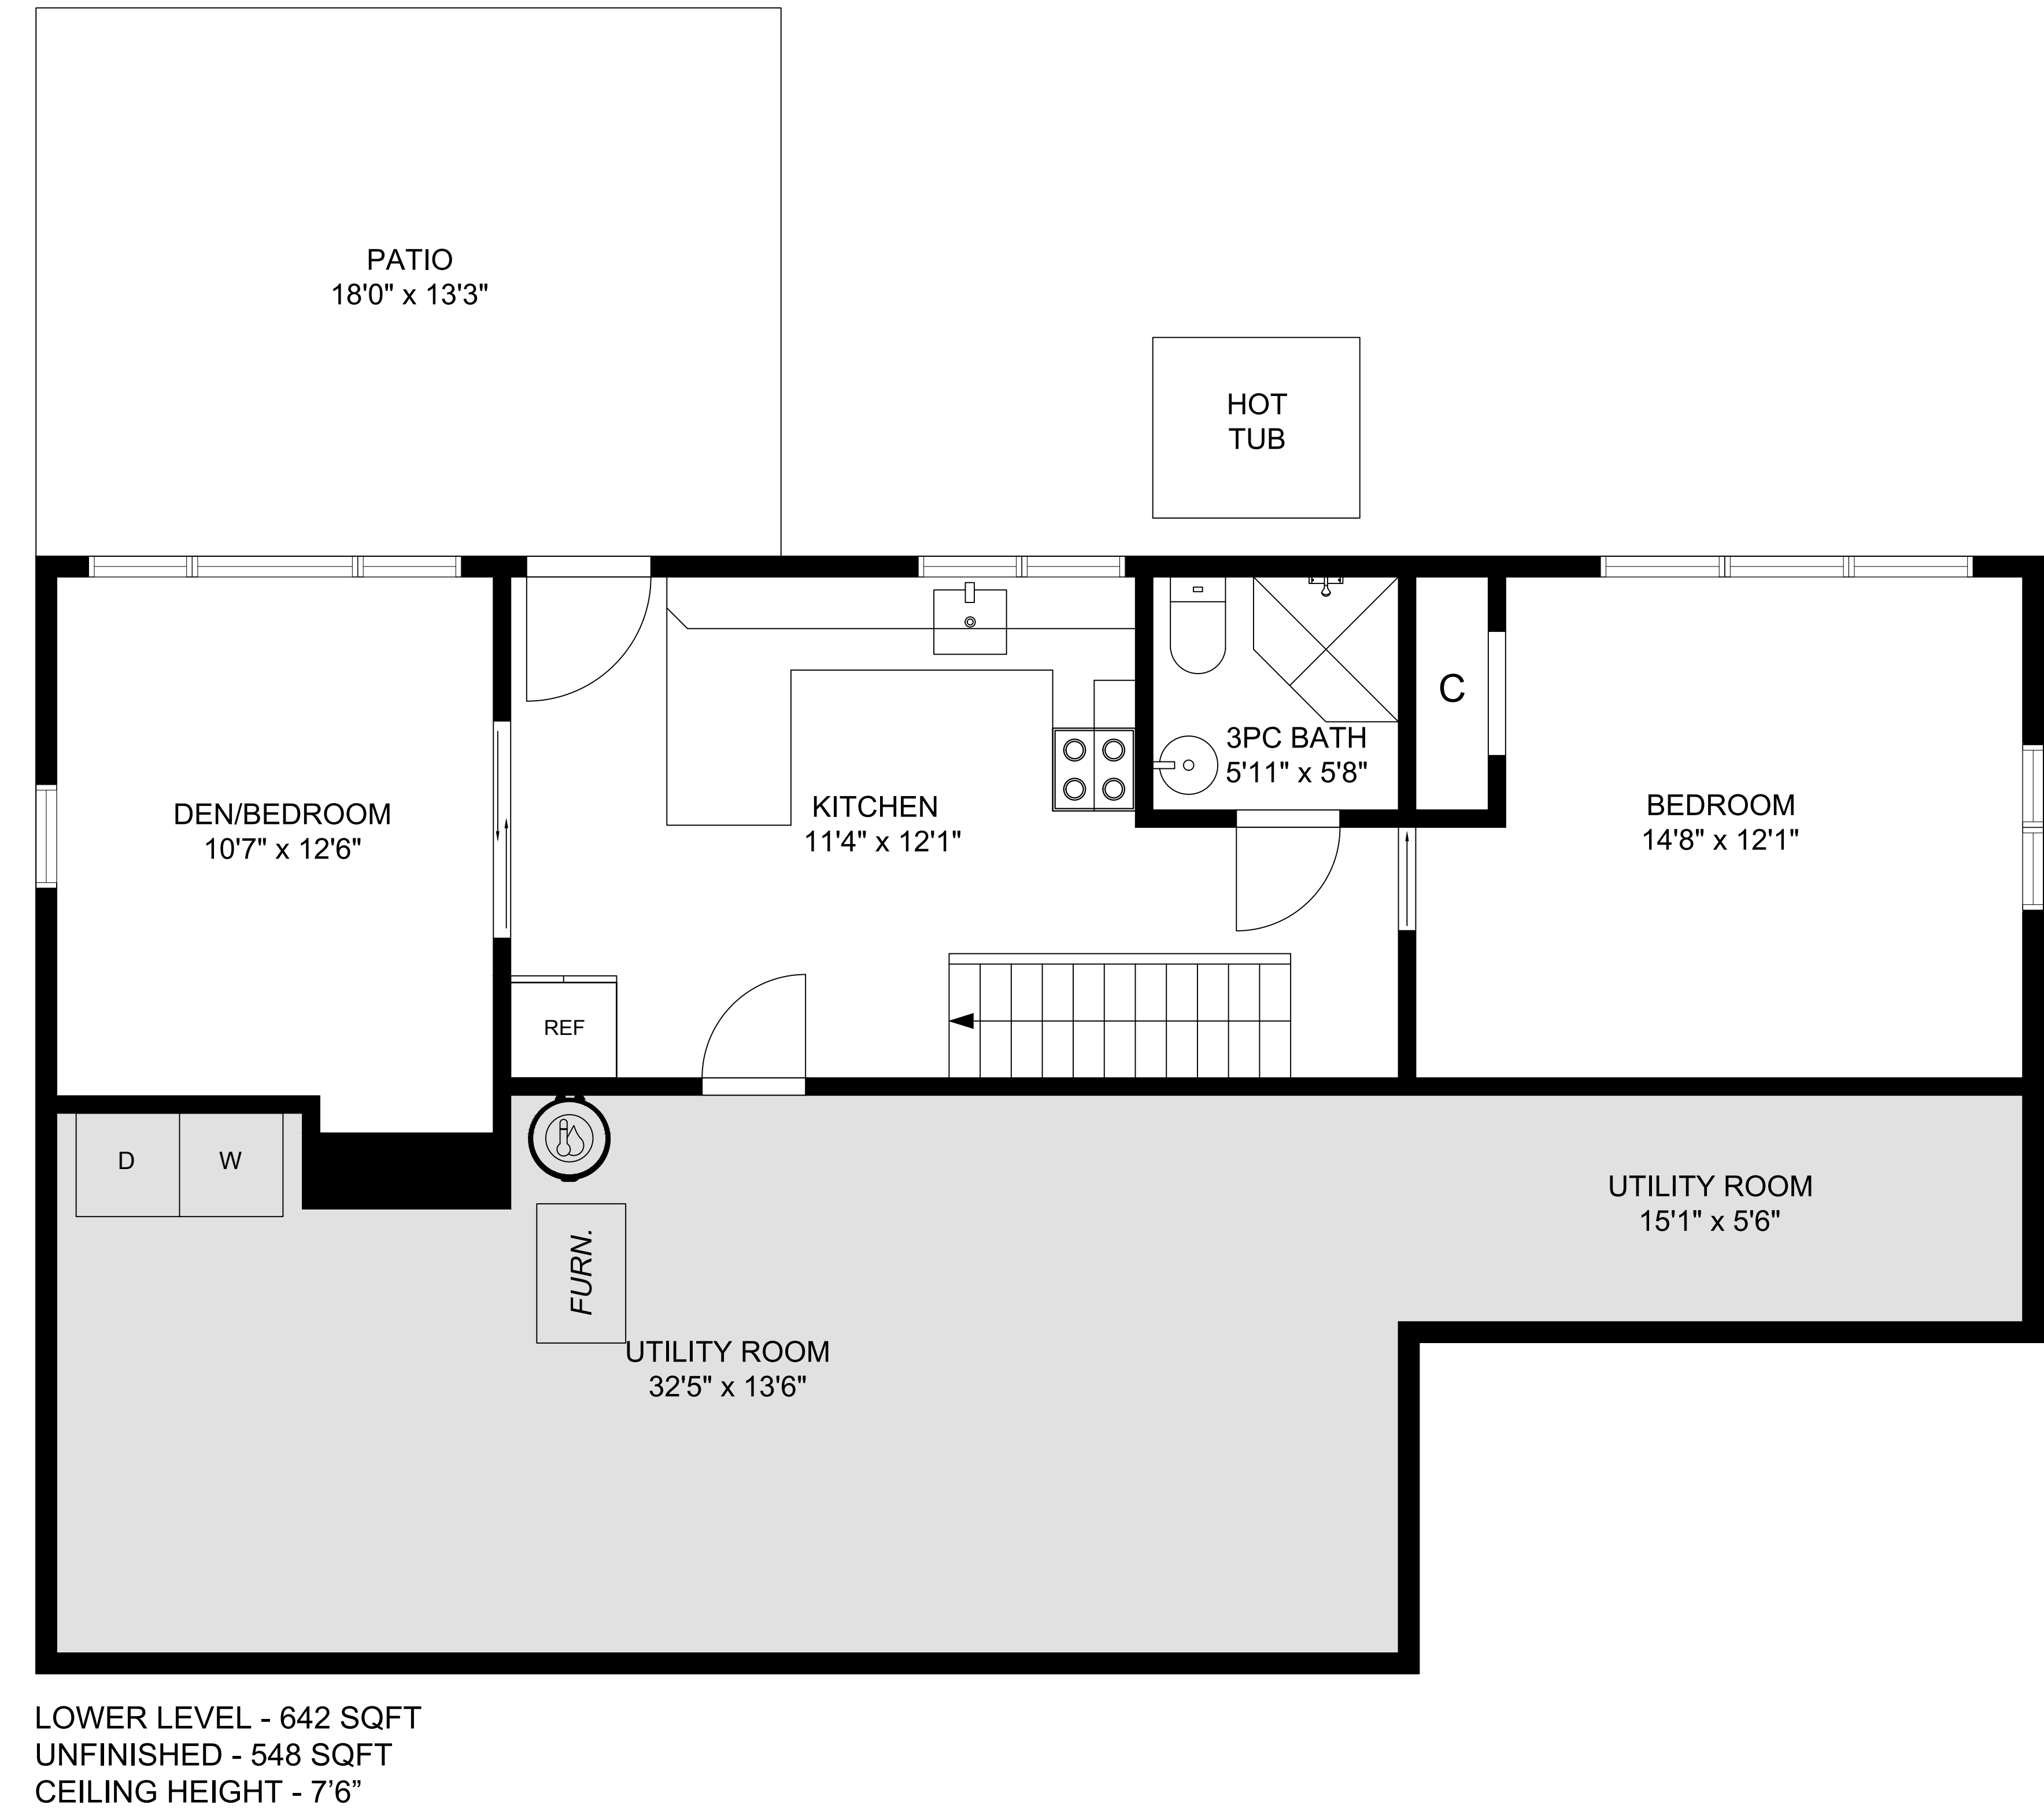 PATIO
18'0" x 13'3"
HOT
TUB
DEN/BEDROOM
10'7" x 12'6"
KITCHEN
11'4" x 12'1"
3PC BATH
5'11" x 5'8"
C
BEDROOM
14'8" x 12'1"
REF
D
W
FURN.
UTILITY ROOM
15'1" x 5'6"
UTILITY ROOM
32'5" x 13'6"
LOWER LEVEL - 642 SQFT
UNFINISHED - 548 SQFT
CEILING HEIGHT - 7’6”